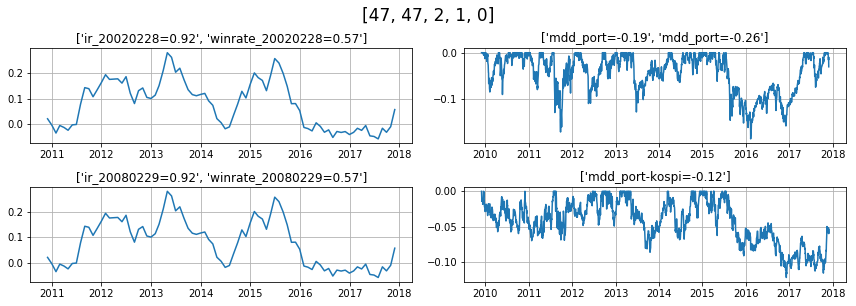 [47, 47, 2, 1, 0]
['ir_20020228=0.92', 'winrate_20020228=0.57']
0.2
0.1
0.0
2011 2012 2013 2014 2015 2016 2017 2018
['mdd_port=-0.19', 'mdd_port=-0.26']
0.0
−0.1
2010 2011 2012 2013 2014 2015 2016 2017 2018
['ir_20080229=0.92', 'winrate_20080229=0.57']
0.2
0.1
0.0
2011 2012 2013 2014 2015 2016 2017 2018
['mdd_port-kospi=-0.12']
0.00
−0.05
−0.10
2010 2011 2012 2013 2014 2015 2016 2017 2018